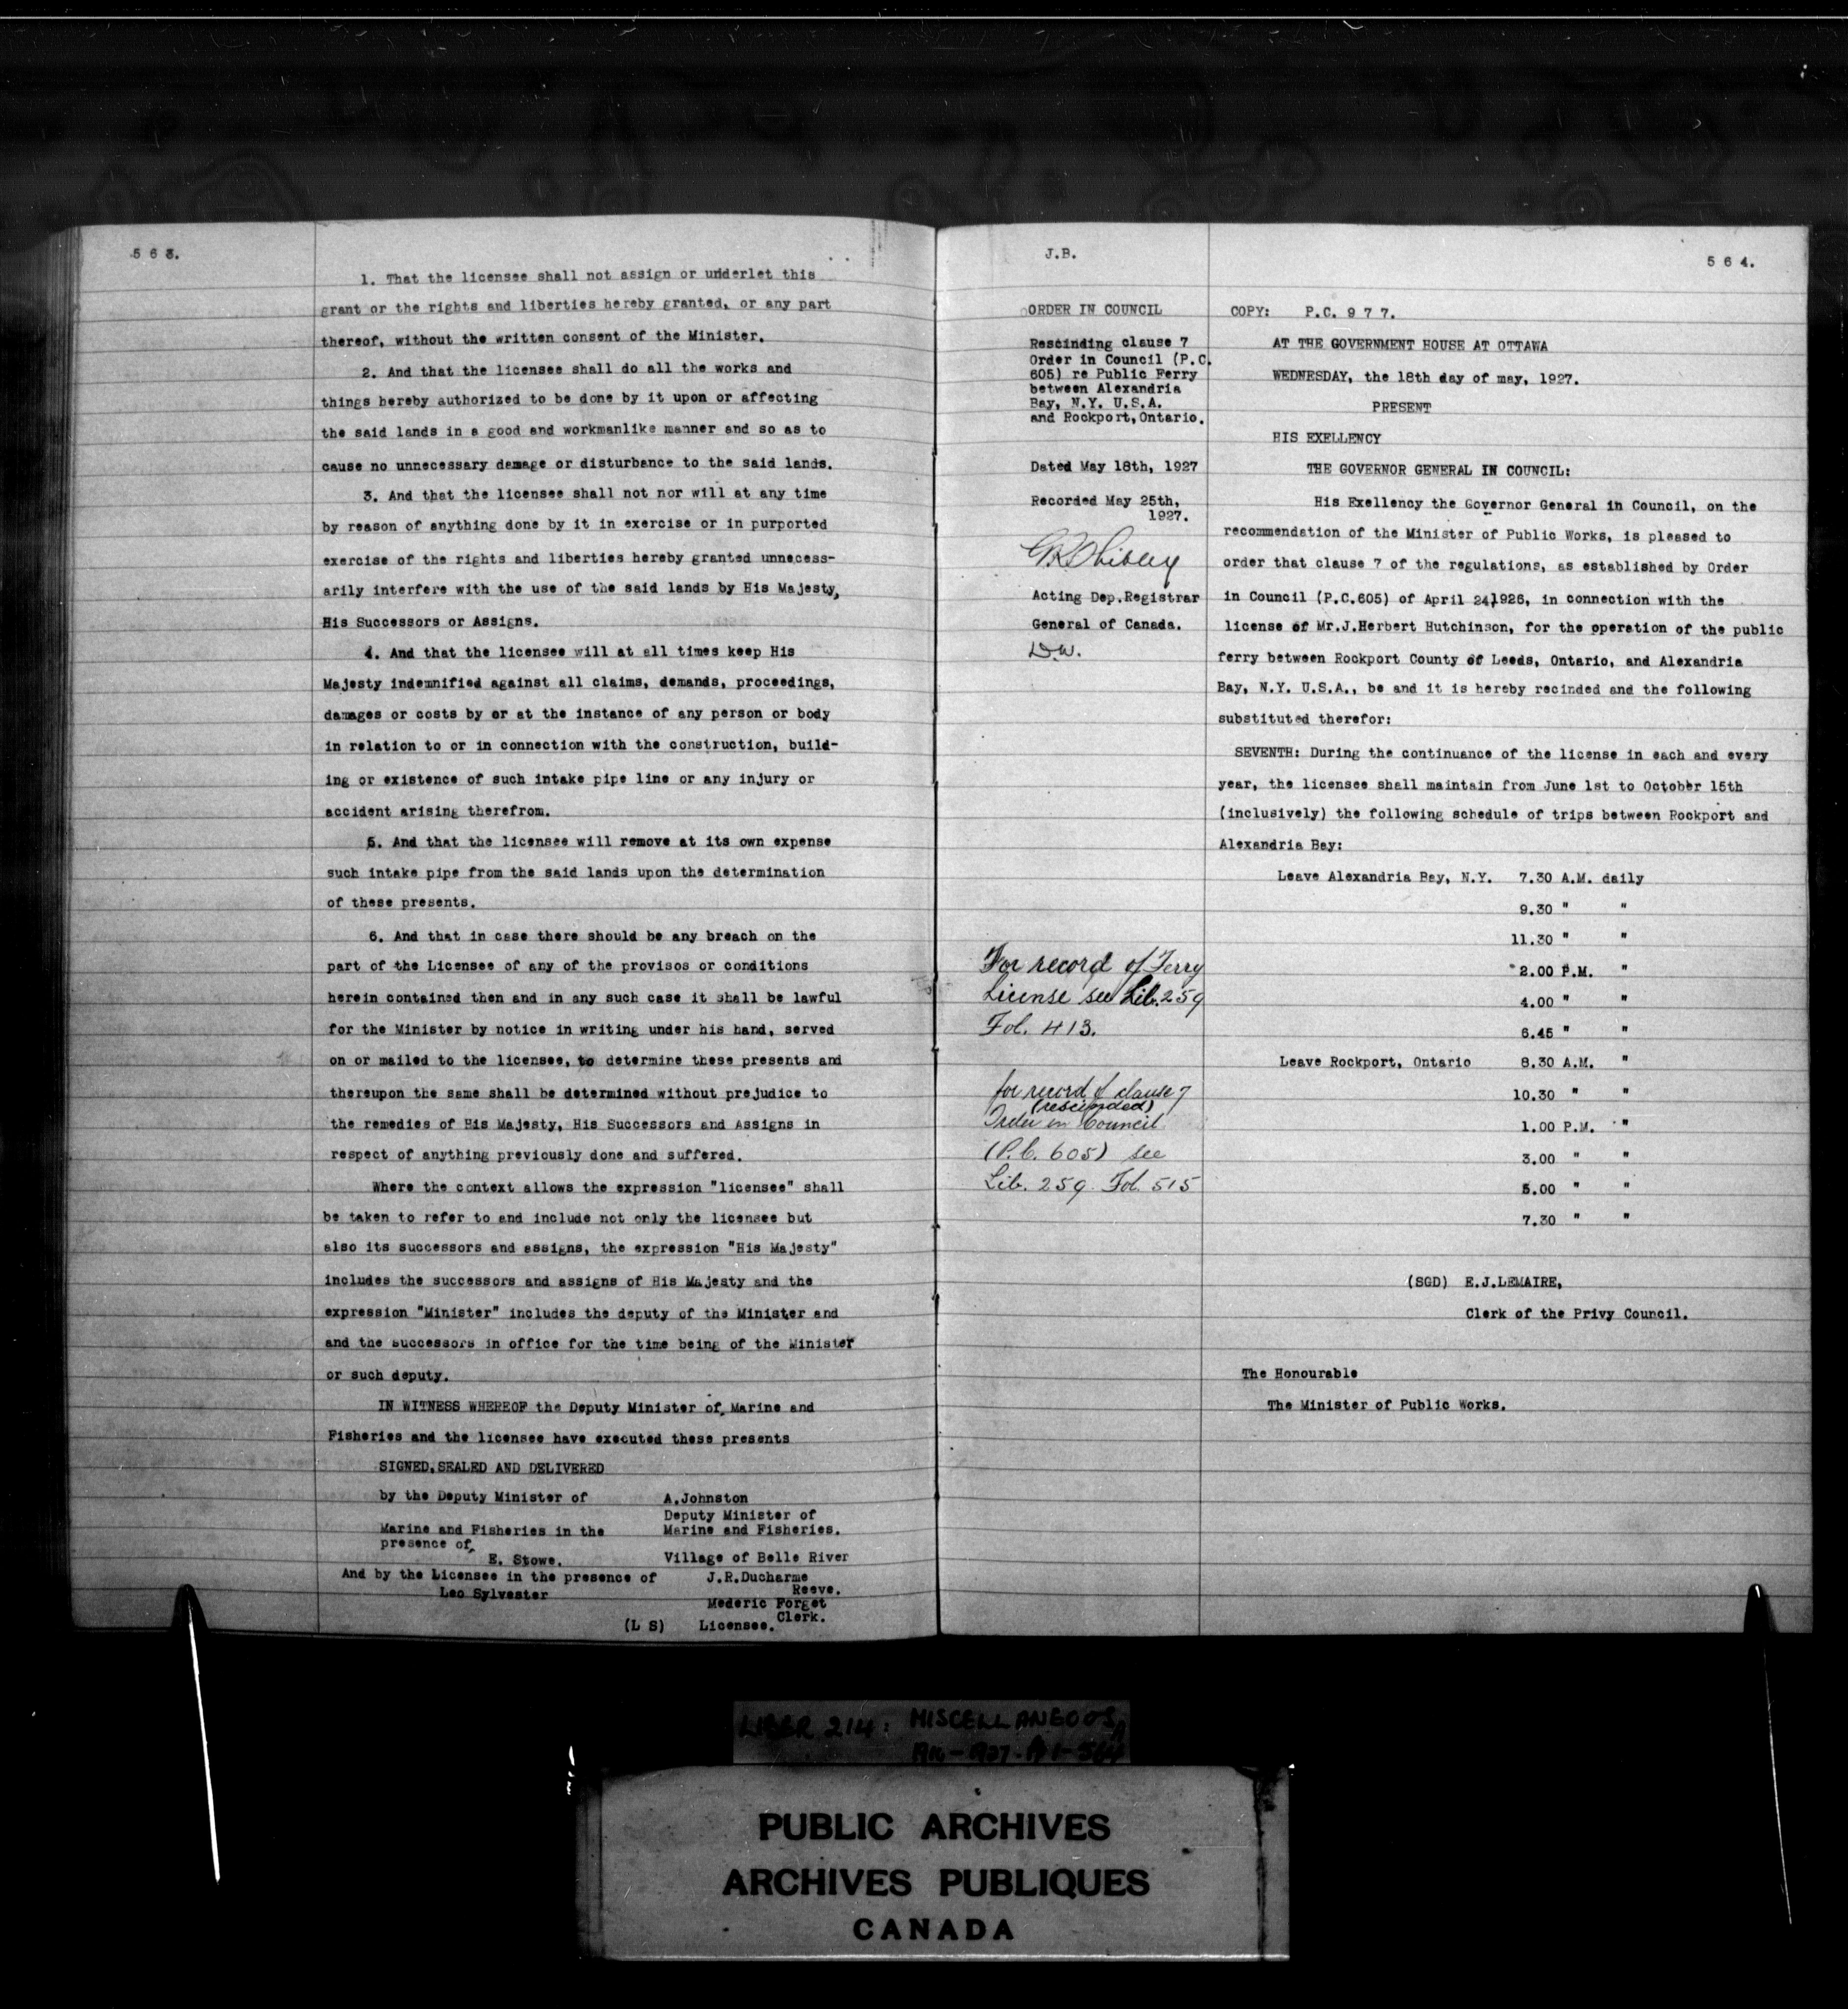 5 6 3.
1. That the licensee shall not assign or underlet this
grant or the rights and liberties hereby granted, or any part
thereof, without the written consent of the Minister.
2. And that the licensee shall do all the works and
things hereby authorized to be done by it upon or affecting
the said lands in a good and workmanlike manner and so as to
cause no unnecessary damage or disturbance to the said lands.
3. And that the licensee shall not nor will at any time
by reason of anything done by it in exercise or in purported
exercise of the rights and liberties hereby granted unnecess-
arily interfere with the use of the said lands by His Majesty,
His Successors or Assigns.
4. And that the licensee will at all times keep His
Majesty indemnified against all claims, demands, proceedings,
damages or costs by or at the instance of any person or body
in relation to or in connection with the construction, build-
ing or existence of such intake pipe line or any injury or
accident arising therefrom.
5. And that the licensee will remove at its own expense
such intake pipe from the said lands upon the determination
of these presents.
6. And that in case there should be any breach on the
part of the Licensee of any of the provisos or conditions
herein contained then and in any such case it shall be lawful
for the Minister by notice in writing under his hand, served
on or mailed to the licensee, to determine these presents and
thereupon the same shall be determined without prejudice to
the remedies of His Majesty, His Successors and Assigns in
respect of anything previously done and suffered.
Where the context allows the expression "licensee" shall
be taken to refer to and include not only the licensee but
also its successors and assigns, the expression "His Majesty"
includes the successors and assigns of His Majesty and the
expression "Minister" includes the deputy of the Minister and
and the successors in office for the time being of the Minister
or such deputy.
IN WITNESS WHEREOF the Deputy Minister of, Marine and
Fisheries and the licensee have executed these presents
SIGNED, SEALED AND DELIVERED
by the Deputy Minister of
Marine and Fisheries in the
presence of,
E. Stowe.
A.Johnston
Deputy Minister of
Marine and Fisheries.
Village of Belle River
And by the Licensee in the presence of
Leo Sylvester
J.R.Ducharme
Reeve.
Mederic Forget
Clerk.
(L S) Licensee.
J.B.
5 6 4.
ORDER IN COUNCIL
Rescinding clause 7
Order in Council (P.C.
605) re Public Ferry
between Alexandria
Bay, N.Y. U.S.A.
and Rockport, Ontario.
Dated May 18th, 1927
Recorded May 25th,
1927.
Acting Dep.Registrar
General of Canada.
D.W.
For record of Ferry
License see Lib. 259
Fol. 413.
for record of clause 7
(rescinded)
Order in Council
(P.C. 605) see
Lib. 259 Fol. 515
COPY: P.C. 9 7 7.
AT THE GOVERNMENT HOUSE AT OTTAWA
WEDNESDAY, the 18th day of may, 1927.
PRESENT
HIS EXELLENCY
THE GOVERNOR GENERAL IN COUNCIL:
His Exellency the Governor General in Council, on the
recommendation of the Minister of Public Works, is pleased to
order that clause 7 of the regulations, as established by Order
in Council (P.C.605) of April 24,1926, in connection with the
license of Mr.J.Herbert Hutchinson, for the operation of the public
ferry between Rockport County of Leeds, Ontario, and Alexandria
Bay, N.Y. U.S.A., be and it is hereby recinded and the following
substituted therefor:
SEVENTH: During the continuance of the license in each and every
year, the licensee shall maintain from June 1st to October 15th
(inclusively) the following schedule of trips between Rockport and
Alexandria Bay:
Leave Alexandria Bay, N.Y. 7.30 A.M. daily
9.30 " "
11.30 " "
2.00 P.M. "
4.00 " "
6.45 " "
Leave Rockport, Ontario 8.30 A.M. "
10.30 " "
1.00 P.M. "
3.00 " "
5.00 " "
7.30 " "
(SGD) E.J.LEMAIRE,
Clerk of the Privy Council.
The Honourable
The Minister of Public Works.
LIBER 214: MISCELLANEOUS
PUBLIC ARCHIVES
ARCHIVES PUBLIQUES
CANADA